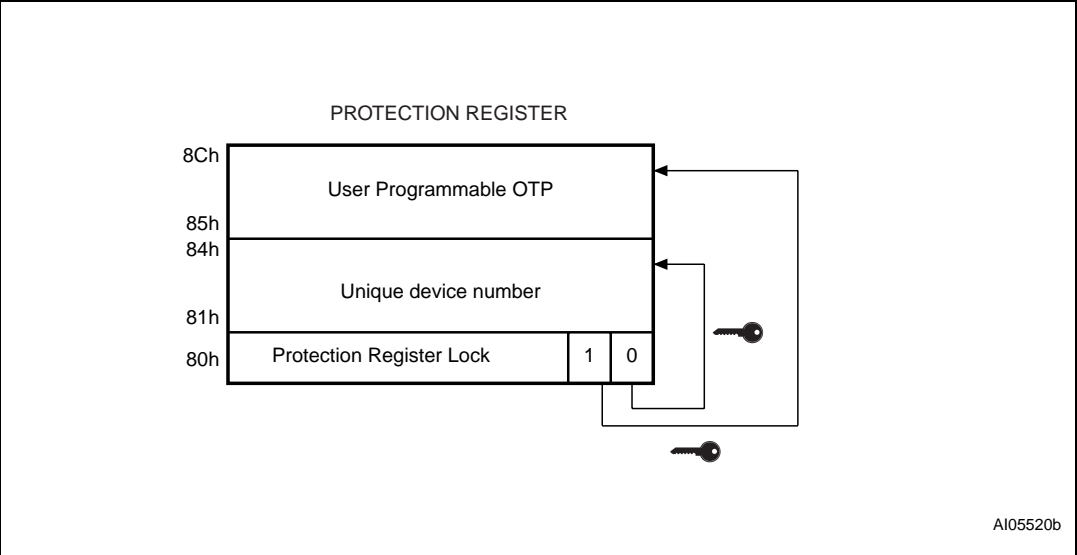 PROTECTION REGISTER
8Ch
User Programmable OTP
85h
84h
Unique device number
81h
80h
Protection Register Lock 1 0
AI05520b